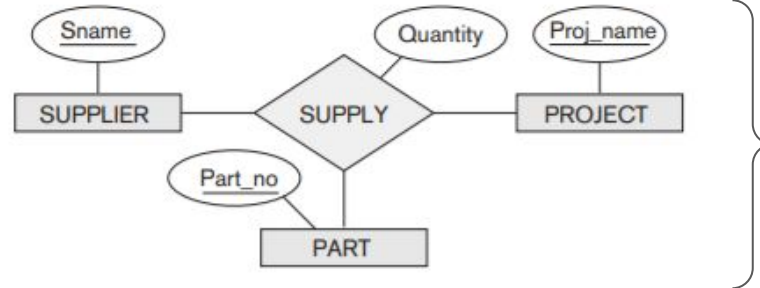 Sname
Quantity
Proj_name
SUPPLIER
SUPPLY
PROJECT
Part_no
PART